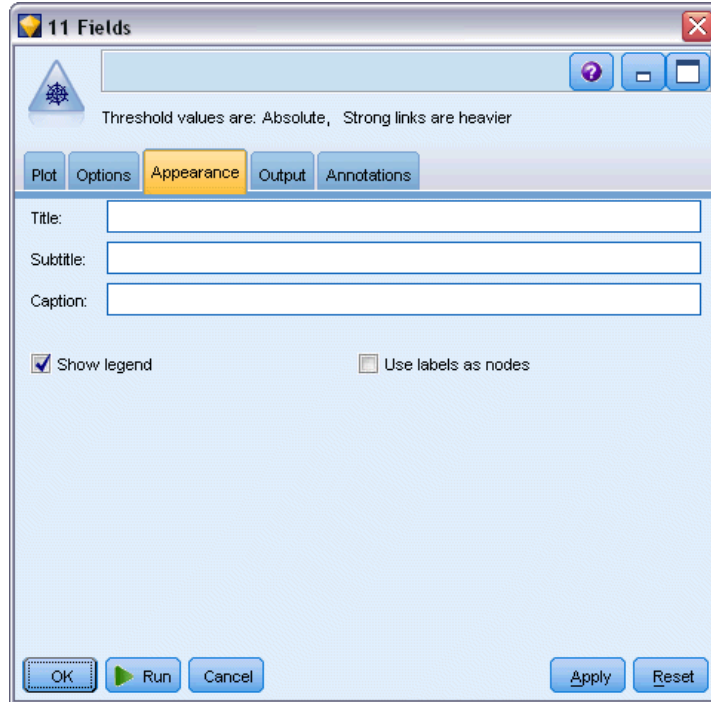 11 Fields
Threshold values are: Absolute, Strong links are heavier
Plot Options Appearance Output Annotations
Title:
Subtitle:
Caption:
Show legend Use labels as nodes
OK Run Cancel Apply Reset